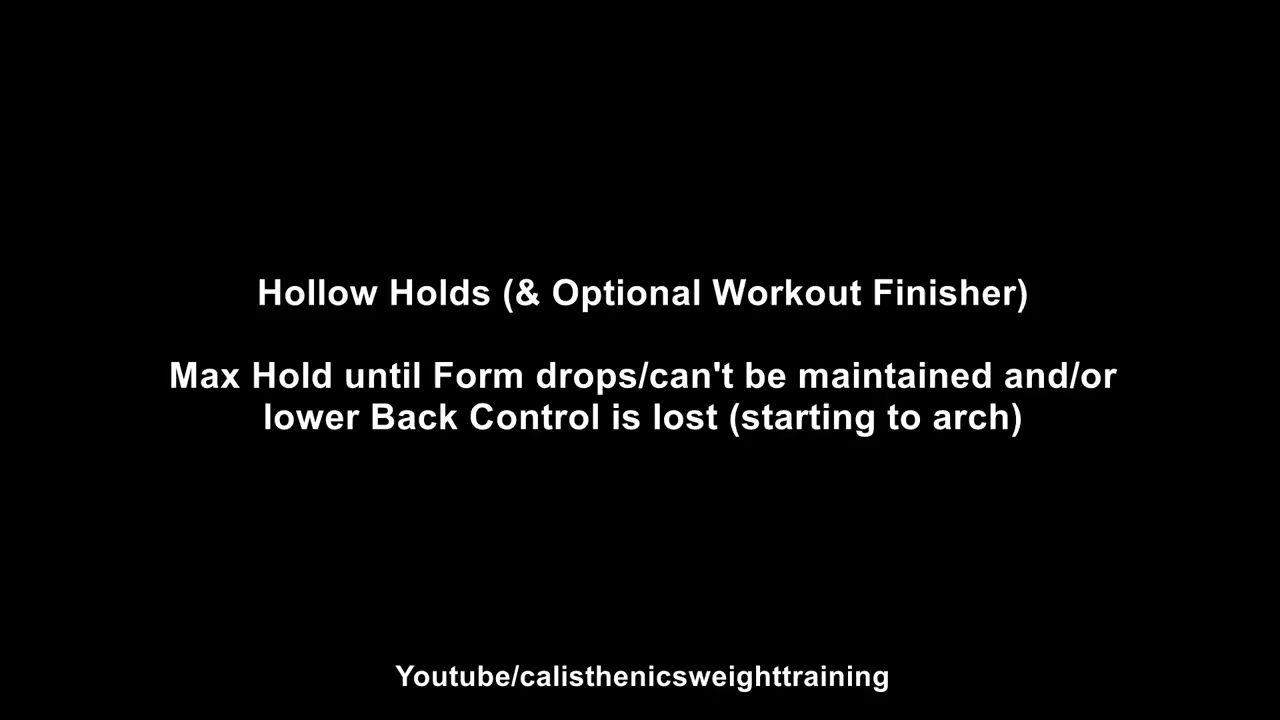 Hollow Holds (& Optional Workout Finisher)
Max Hold until Form drops/can't be maintained and/or
lower Back Control is lost (starting to arch)
Youtube/calisthenicsweighttraining